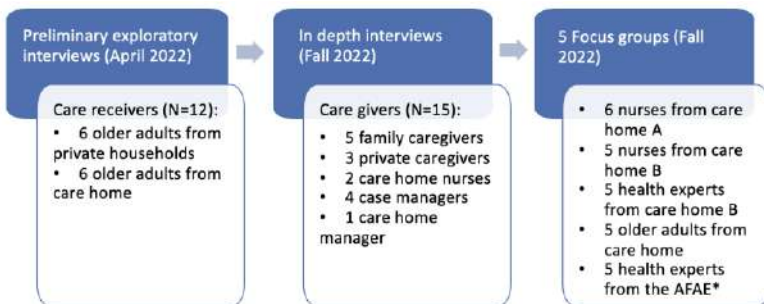 Preliminary exploratory
interviews (April 2022)
Care receivers (N=12):
• 6 older adults from
private households
• 6 older adults from
care home
In depth interviews
(Fall 2022)
Care givers (N=15):
• 5 family caregivers
• 3 private caregivers
• 2 care home nurses
• 4 case managers
• 1 care home
manager
5 Focus groups (Fall
2022)
• 6 nurses from care
home A
• 5 nurses from care
home B
• 5 health experts
from care home B
• 5 older adults from
care home
• 5 health experts
from the AFAE*